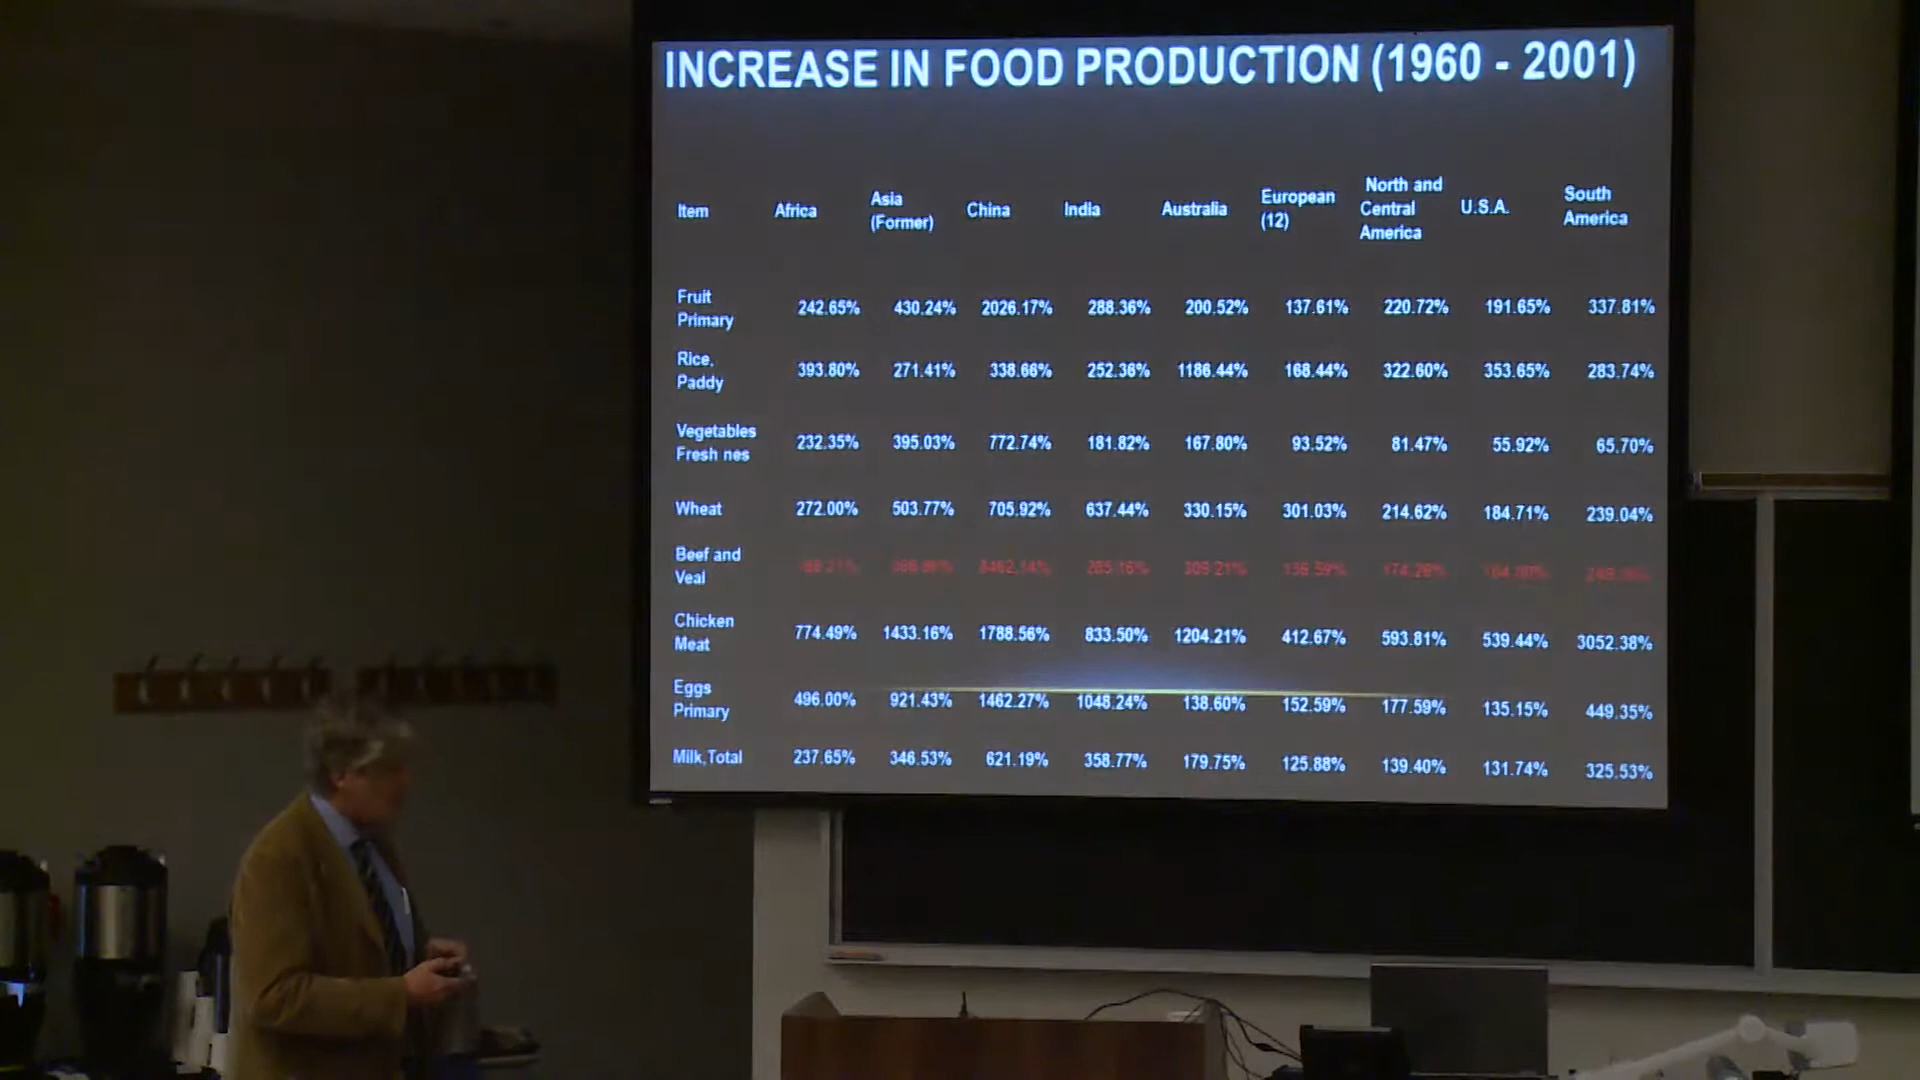 INCREASE IN FOOD PRODUCTION (1960 - 2001)
Item Africa Asia (Former) China India Australia European (12) North and Central America U.S.A. South America
Fruit Primary 242.65% 430.24% 2026.17% 288.36% 200.52% 137.61% 220.72% 191.65% 337.81%
Rice, Paddy 393.80% 271.41% 338.66% 252.36% 1186.44% 168.44% 322.60% 353.65% 283.74%
Vegetables Fresh nes 232.35% 395.03% 772.74% 181.82% 167.80% 93.52% 81.47% 55.92% 65.70%
Wheat 272.00% 503.77% 705.92% 637.44% 330.15% 301.03% 214.62% 184.71% 239.04%
Beef and Veal
Chicken Meat 774.49% 1433.16% 1788.56% 833.50% 1204.21% 412.67% 593.81% 539.44% 3052.38%
Eggs Primary 496.00% 921.43% 1462.27% 1048.24% 138.60% 152.59% 177.59% 135.15% 449.35%
Milk,Total 237.65% 346.53% 621.19% 358.77% 179.75% 125.88% 139.40% 131.74% 325.53%